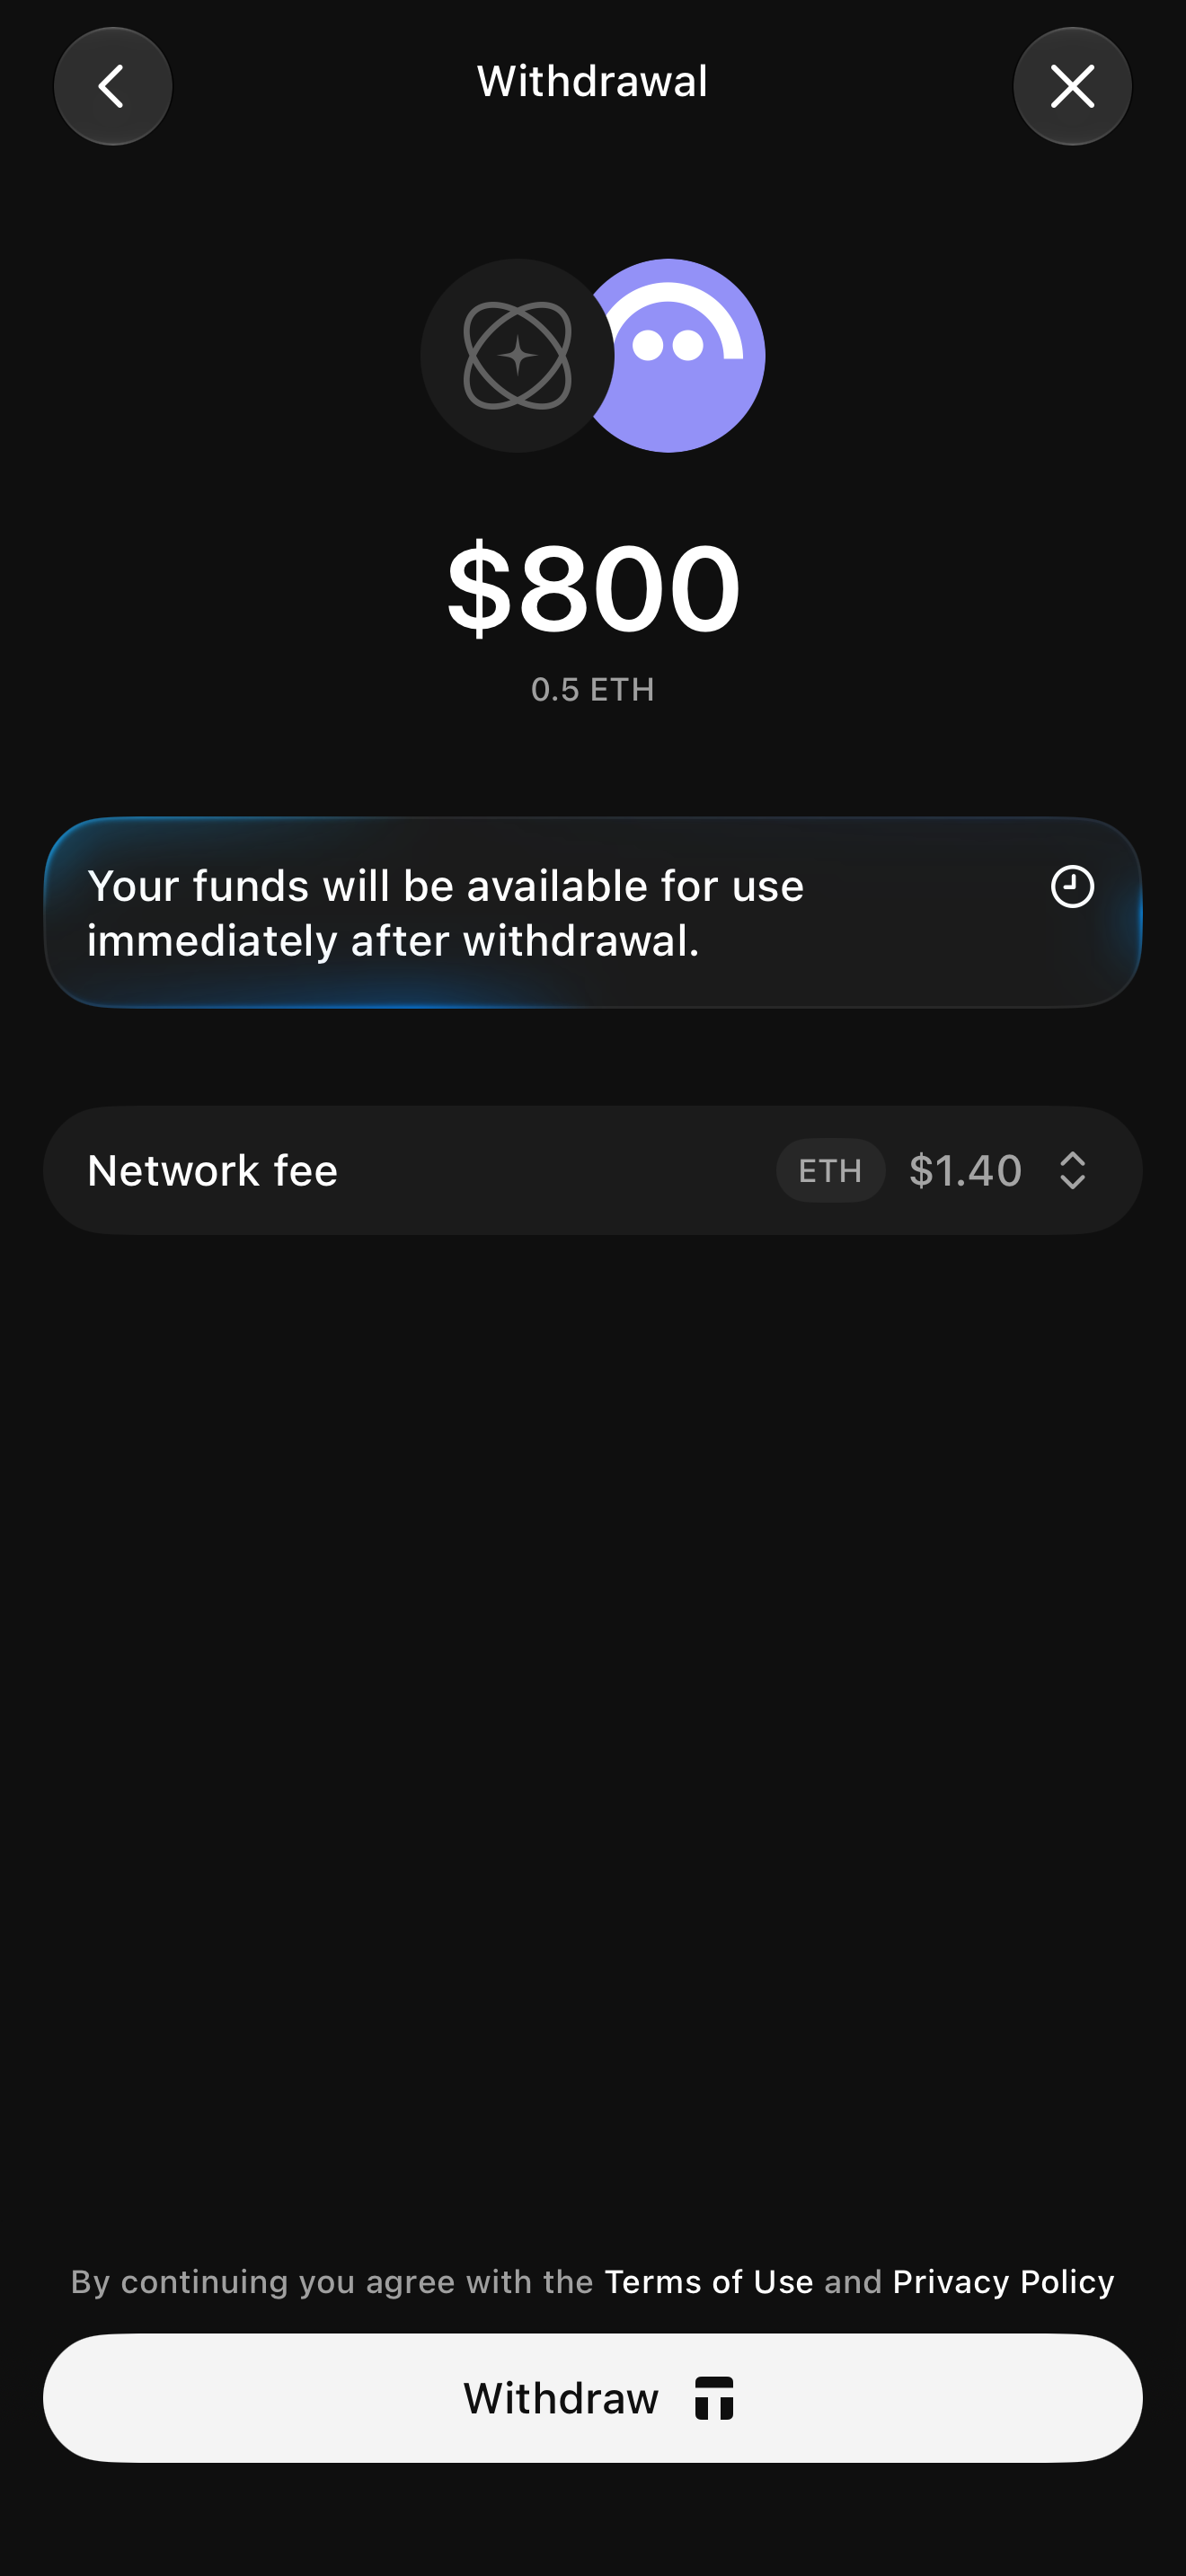 Withdrawal
$800
0.5 ETH
Your funds will be available for use
immediately after withdrawal.
Network fee ETH $1.40
By continuing you agree with the Terms of Use and Privacy Policy
Withdraw